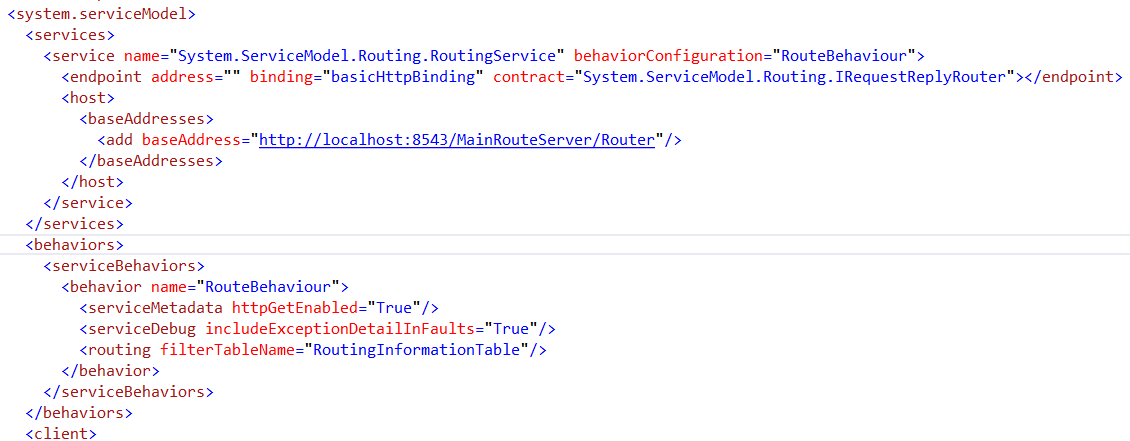 <system.serviceModel>
<services>
<service name="System.ServiceModel.Routing.RoutingService" behaviorConfiguration="RouteBehaviour">
<endpoint address="" binding="basicHttpBinding" contract="System.ServiceModel.Routing.IRequestReplyRouter"></endpoint>
<host>
<baseAddresses>
<add baseAddress="http://localhost:8543/MainRouteServer/Router"/>
</baseAddresses>
</host>
</service>
</services>
<behaviors>
<serviceBehaviors>
<behavior name="RouteBehaviour">
<serviceMetadata httpGetEnabled="True"/>
<serviceDebug includeExceptionDetailInFaults="True"/>
<routing filterTableName="RoutingInformationTable"/>
</behavior>
</serviceBehaviors>
</behaviors>
<client>